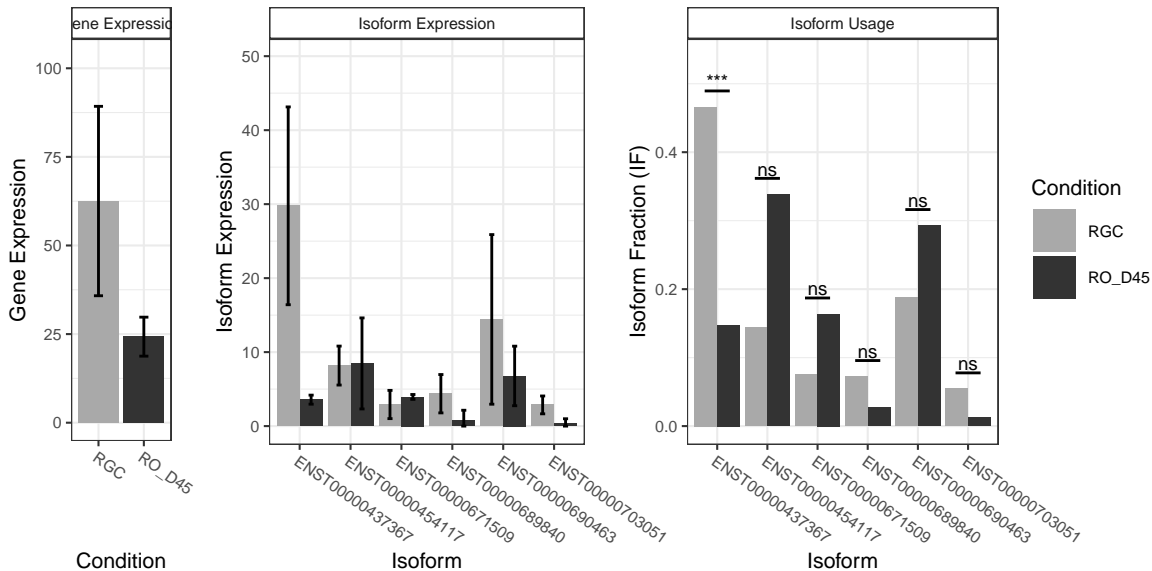 ene Expressio
Gene Expression
100
75
50
25
0
RGC
RO_D45
Condition
Isoform Expression
Isoform Expression
50
40
30
20
10
0
ENST00000437367
ENST00000454117
ENST00000671509
ENST00000689840
ENST00000690463
ENST00000703051
Isoform
Isoform Usage
Isoform Fraction (IF)
0.4
0.2
0.0
***
ns
ns
ns
ns
ns
ENST00000437367
ENST00000454117
ENST00000671509
ENST00000689840
ENST00000690463
ENST00000703051
Isoform
Condition
RGC
RO_D45